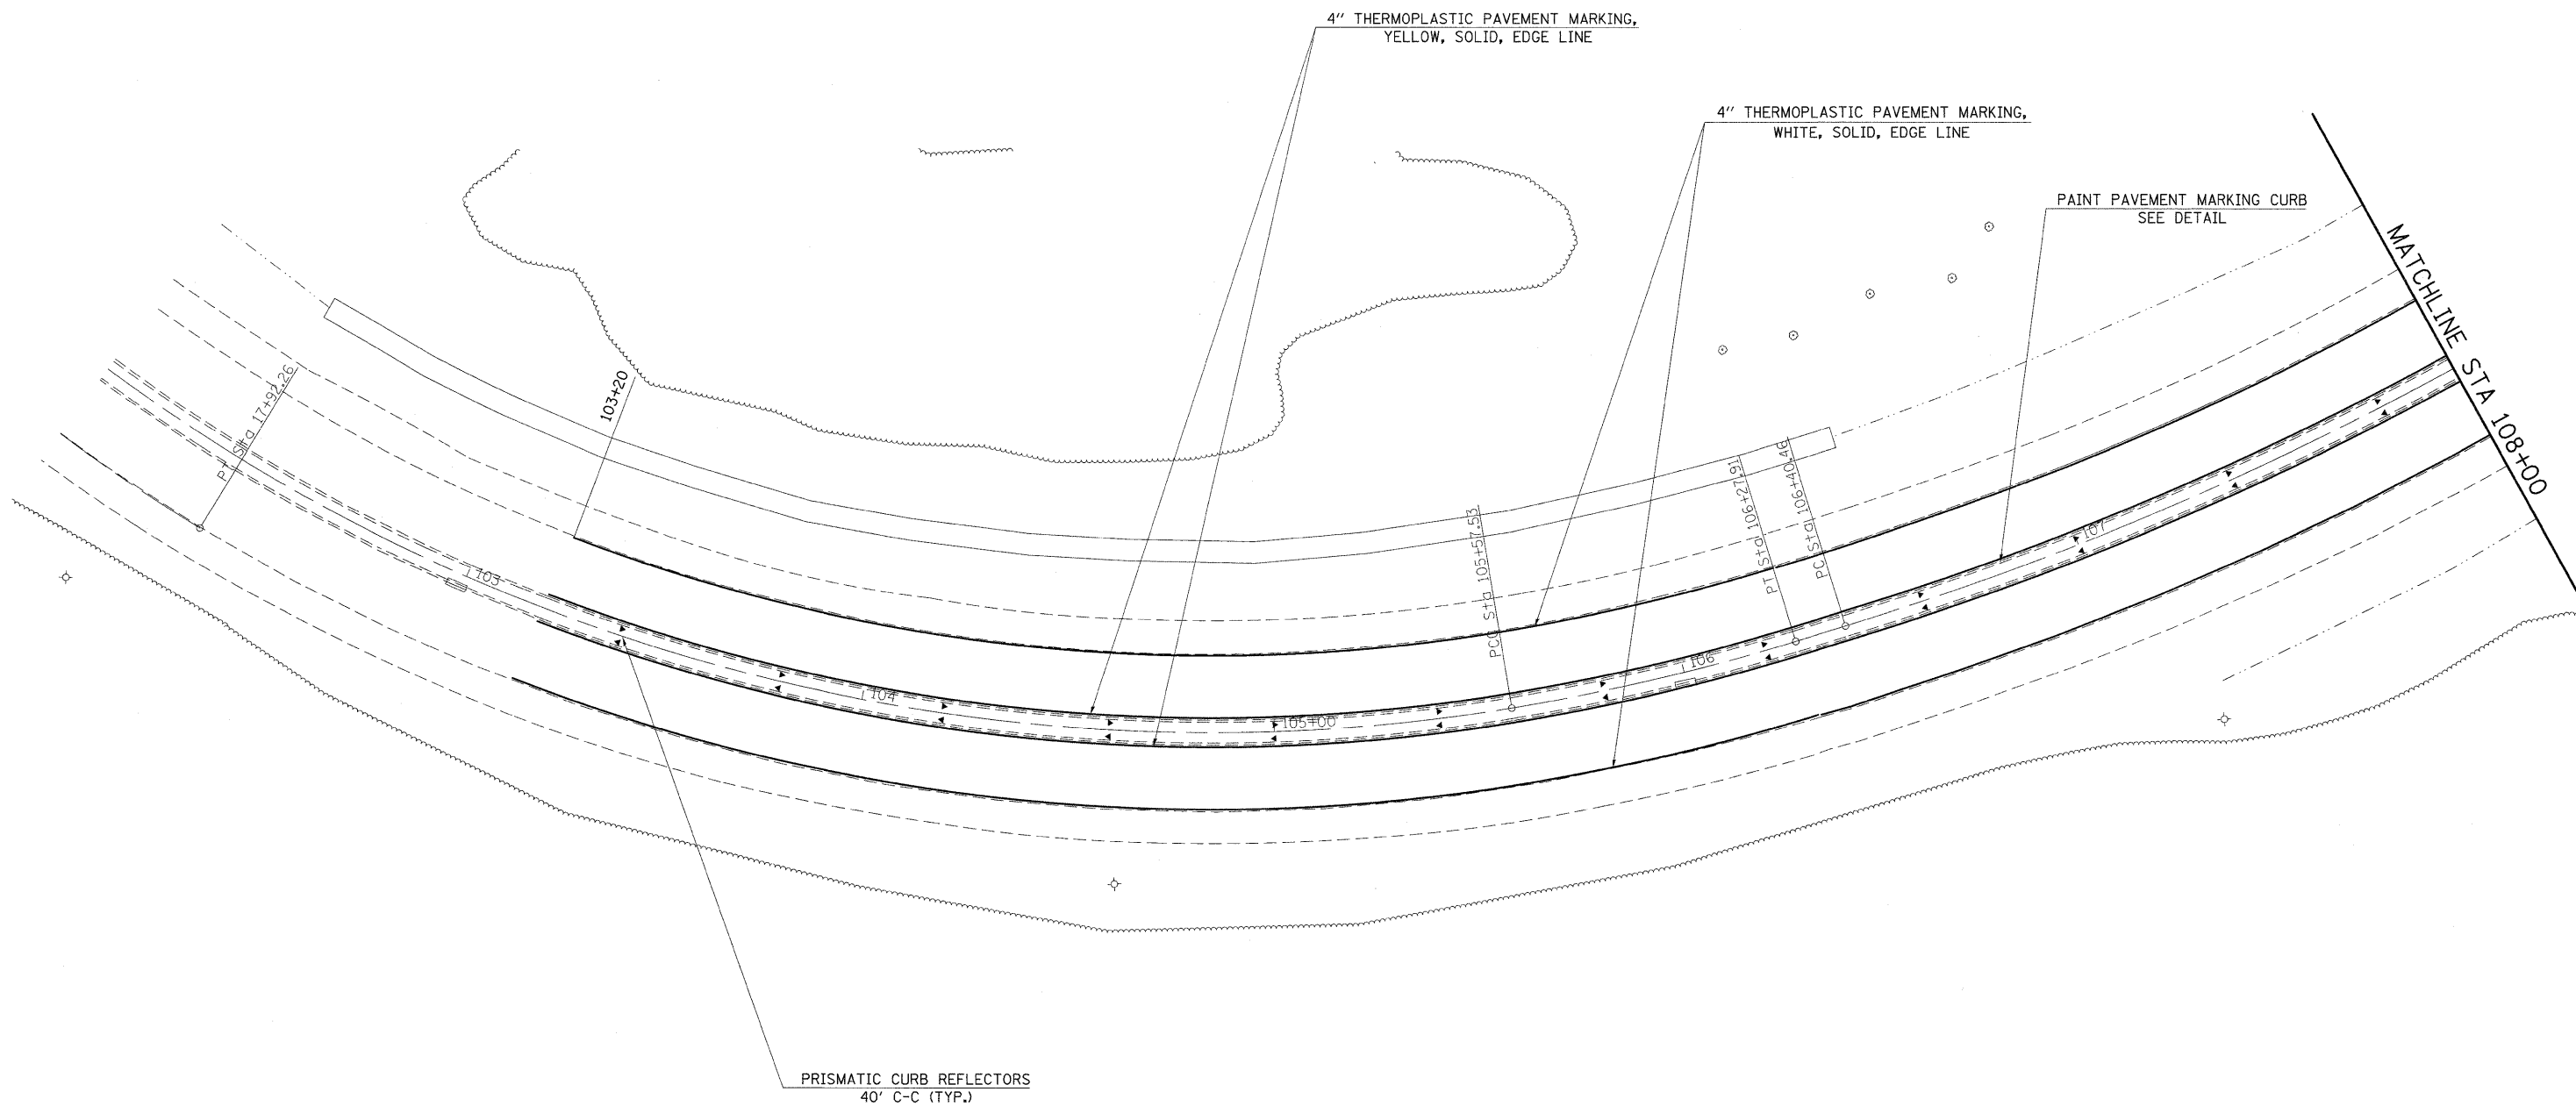 4" THERMOPLASTIC PAVEMENT MARKING,
YELLOW, SOLID, EDGE LINE
4" THERMOPLASTIC PAVEMENT MARKING,
WHITE, SOLID, EDGE LINE
PAINT PAVEMENT MARKING CURB
SEE DETAIL
MATCHLINE STA 108+00
PT Sta 17+92.26
103+20
PCC Sta 105+57.53
PT Sta 106+27.91
PC Sta 106+40.46
103
104
105+00
106
107
PRISMATIC CURB REFLECTORS
40' C-C (TYP.)